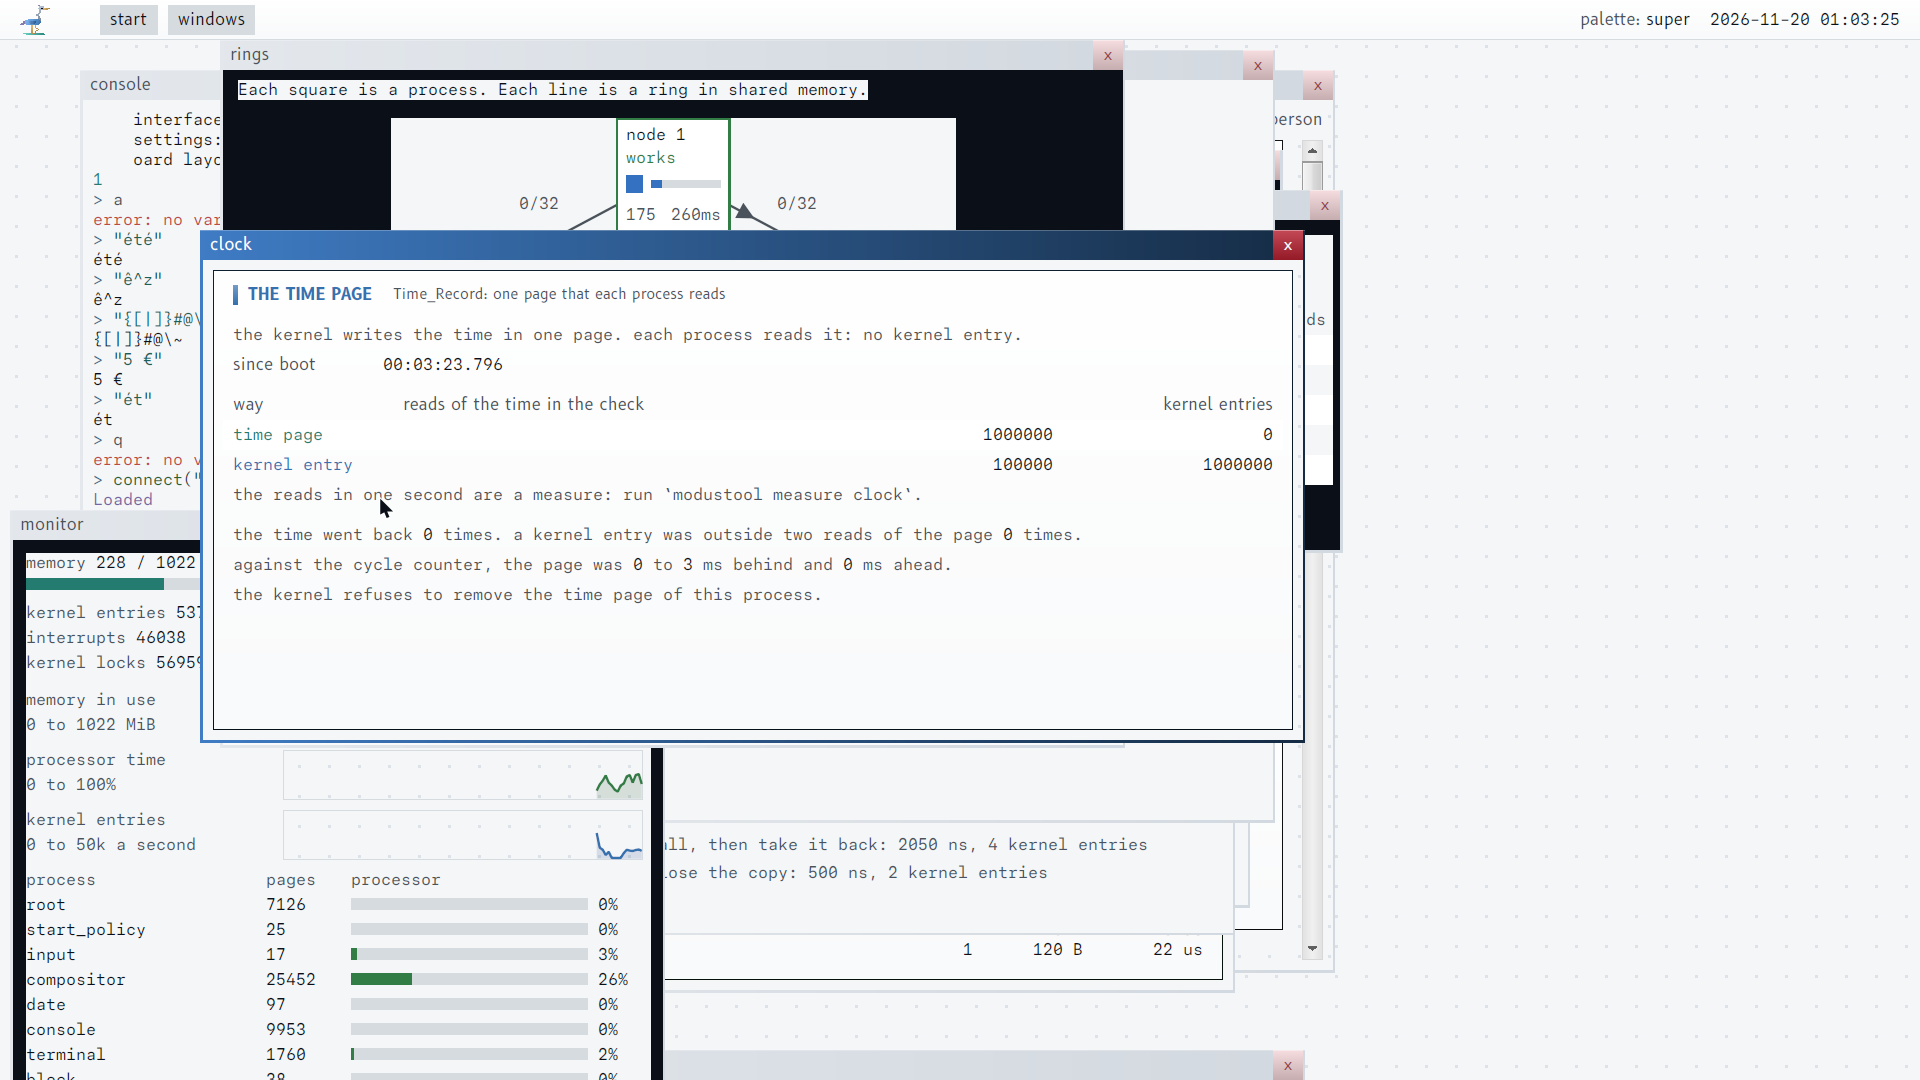 start
windows
palette: super
2026-11-20 01:03:25
rings
x
x
x
console
Each square is a process. Each line is a ring in shared memory.
interface
settings:
oard layo
1
> a
error: no var
> "été"
été
> "ê^z"
ê^z
> "{[|]}#@\
{[|]}#@\~
> "5 €"
5 €
> "ét"
ét
> q
error: no v
> connect("
Loaded
node 1
works
0/32
0/32
175 260ms
erson
x
ds
clock
x
THE TIME PAGE
Time_Record: one page that each process reads
the kernel writes the time in one page. each process reads it: no kernel entry.
since boot 00:03:23.796
way reads of the time in the check kernel entries
time page 1000000 0
kernel entry 100000 1000000
the reads in one second are a measure: run `modustool measure clock`.
the time went back 0 times. a kernel entry was outside two reads of the page 0 times.
against the cycle counter, the page was 0 to 3 ms behind and 0 ms ahead.
the kernel refuses to remove the time page of this process.
monitor
memory 228 / 1022
kernel entries 537
interrupts 46038
kernel locks 56959
memory in use
0 to 1022 MiB
processor time
0 to 100%
kernel entries
0 to 50k a second
process pages processor
root 7126 0%
start_policy 25 0%
input 17 3%
compositor 25452 26%
date 97 0%
console 9953 0%
terminal 1760 2%
all, then take it back: 2050 ns, 4 kernel entries
lose the copy: 500 ns, 2 kernel entries
1 120 B 22 us
x